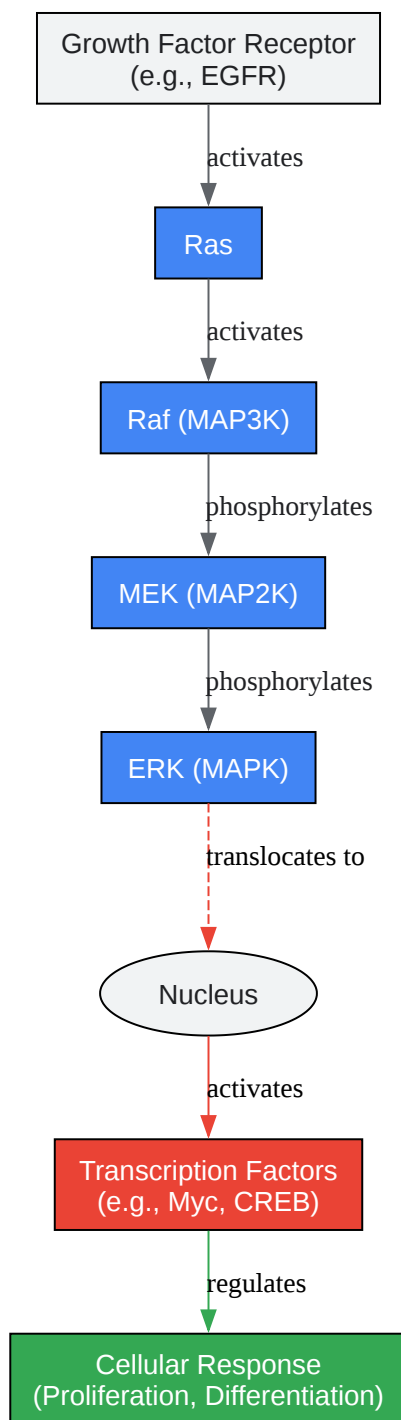 Growth Factor Receptor
(e.g., EGFR)
activates
Ras
activates
Raf (MAP3K)
phosphorylates
MEK (MAP2K)
phosphorylates
ERK (MAPK)
translocates to
Nucleus
activates
Transcription Factors
(e.g., Myc, CREB)
regulates
Cellular Response
(Proliferation, Differentiation)